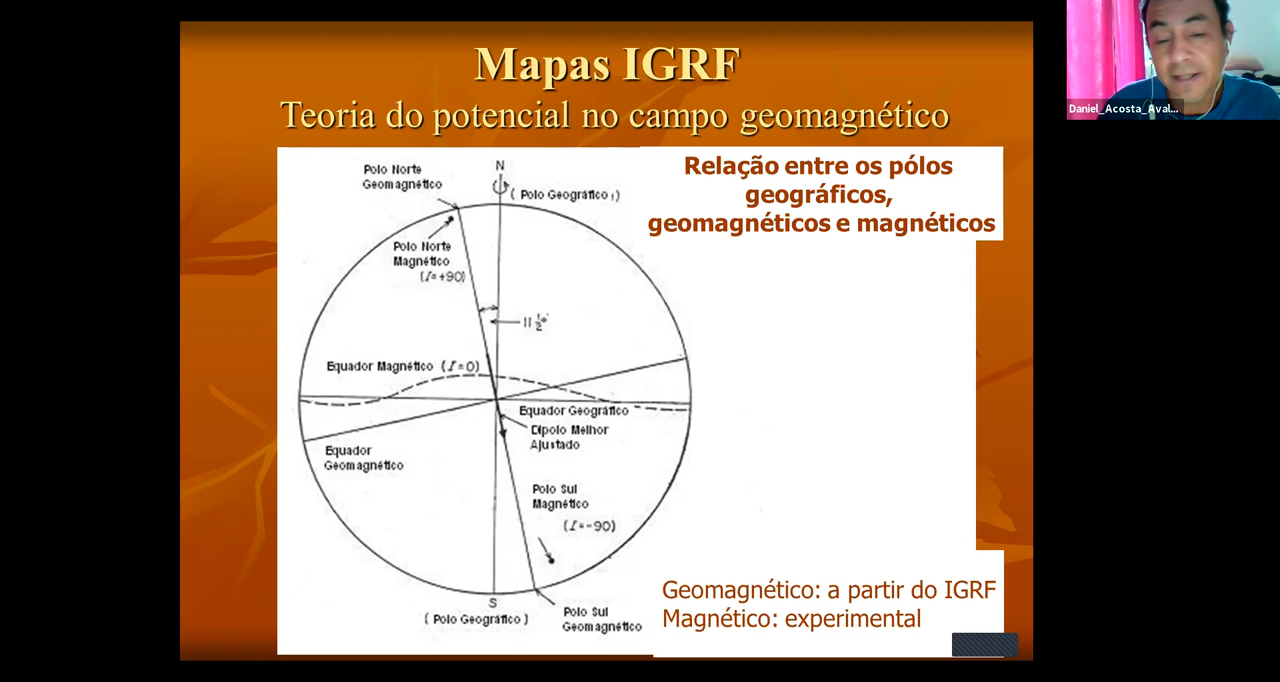 Mapas IGRF
Teoria do potencial no campo geomagnético
Daniel_Acosta_Aval...
Relação entre os pólos
geográficos,
geomagnéticos e magnéticos
Polo Norte
Geomagnético
N
( Polo Geográfico )
Polo Norte
Magnético
(I=+90)
11 1/2°
Equador Magnético (I=0)
Equador Geográfico
Dipolo Melhor
Ajustado
Equador
Geomagnético
Polo Sul
Magnético
(I=-90)
S
( Polo Geográfico )
Polo Sul
Geomagnético
Geomagnético: a partir do IGRF
Magnético: experimental